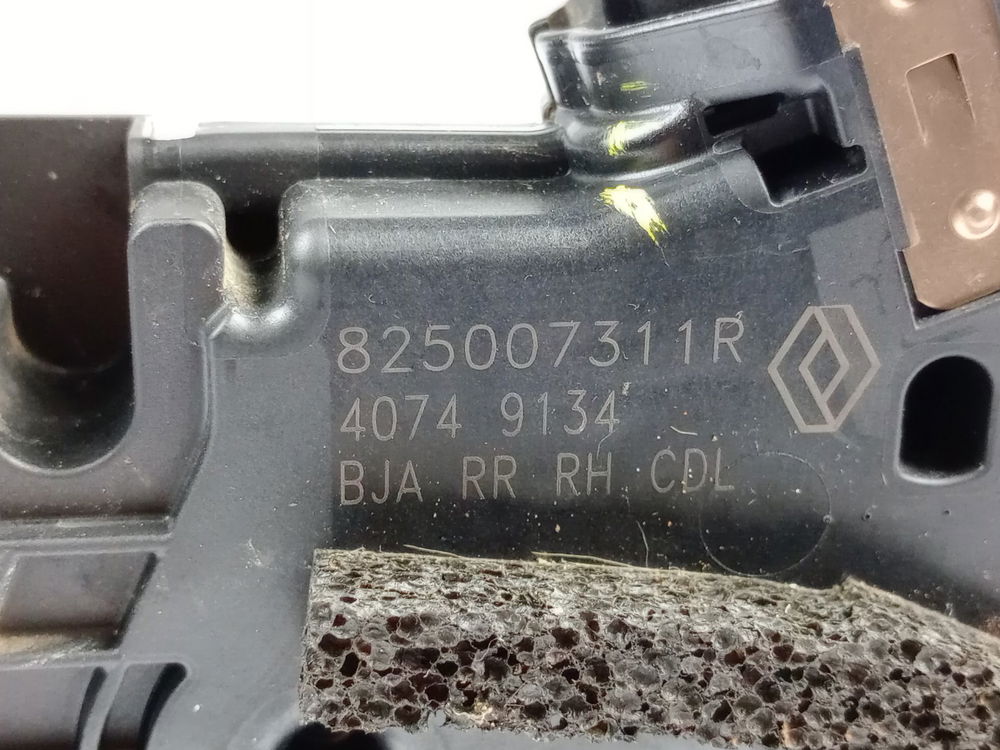 825007311R
4074 9134
BJA RR RH CDL